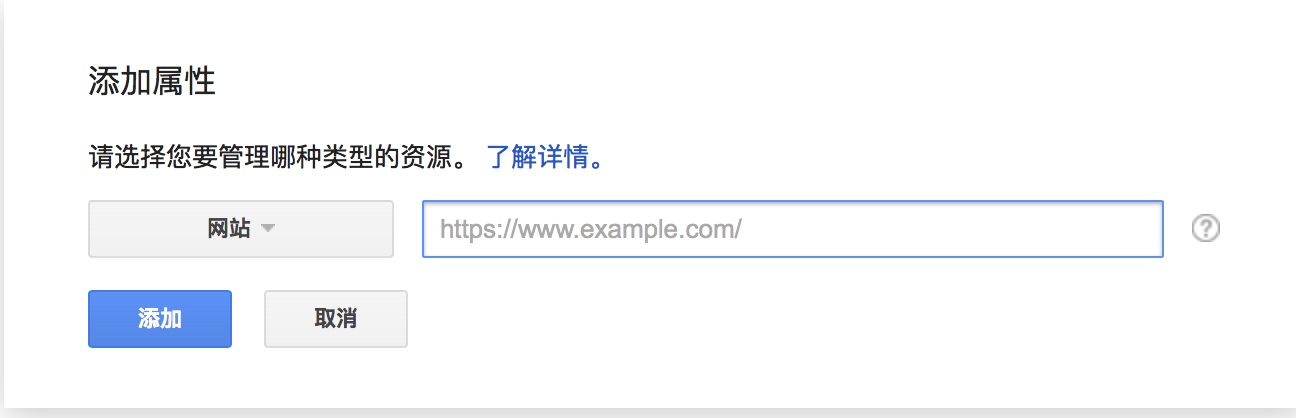 添加属性
请选择您要管理哪种类型的资源。 了解详情。
网站 https://www.example.com/ ?
添加 取消